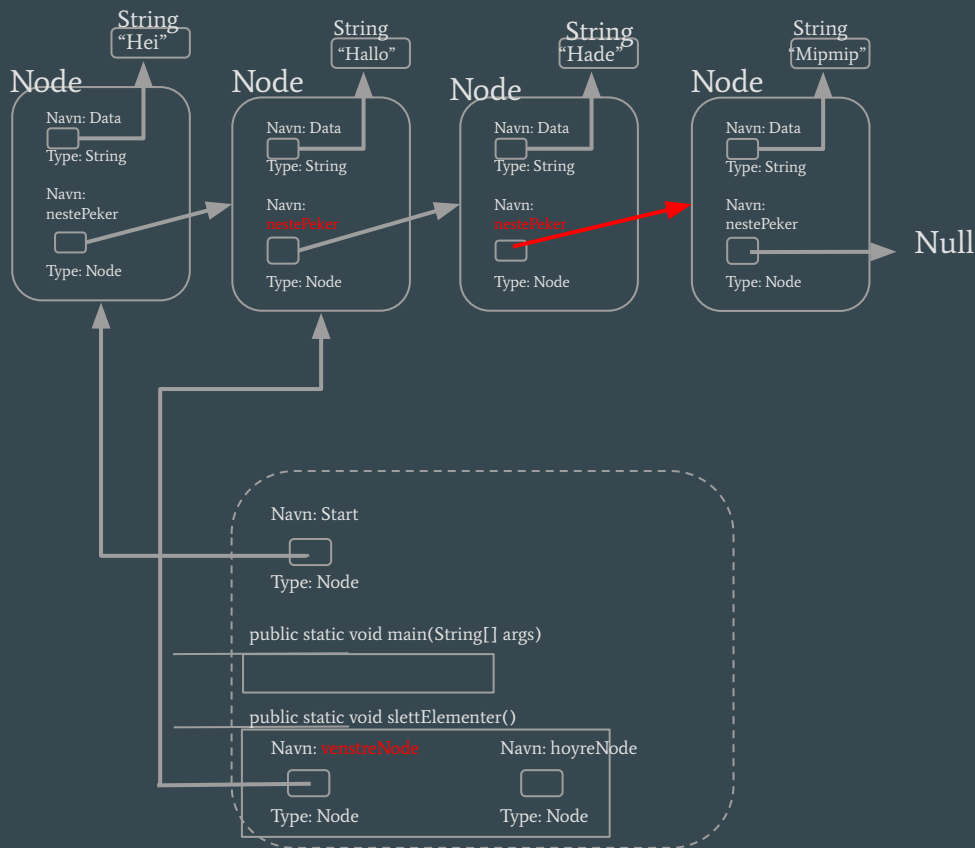 String
“Hei”
Node
Navn: Data
Type: String
Navn:
nestePeker
Type: Node
String
“Hallo”
Node
Navn: Data
Type: String
Navn:
nestePeker
Type: Node
String
“Hade”
Node
Navn: Data
Type: String
Navn:
nestePeker
Type: Node
String
“Mipmip”
Node
Navn: Data
Type: String
Navn:
nestePeker
Type: Node
Null
Navn: Start
Type: Node
public static void main(String[] args)
public static void slettElementer()
Navn: venstreNode
Type: Node
Navn: hoyreNode
Type: Node